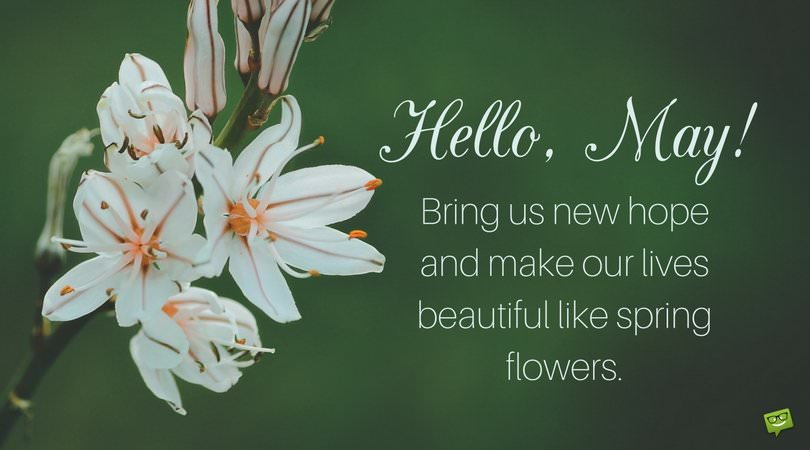 Hello, May!
Bring us new hope
and make our lives
beautiful like spring
flowers.